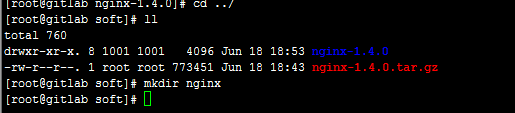 [root@gitlab nginx-1.4.0]# cd ../
[root@gitlab soft]# ll
total 760
drwxr-xr-x. 8 1001 1001   4096 Jun 18 18:53 nginx-1.4.0
-rw-r--r--. 1 root root 773451 Jun 18 18:43 nginx-1.4.0.tar.gz
[root@gitlab soft]# mkdir nginx
[root@gitlab soft]#